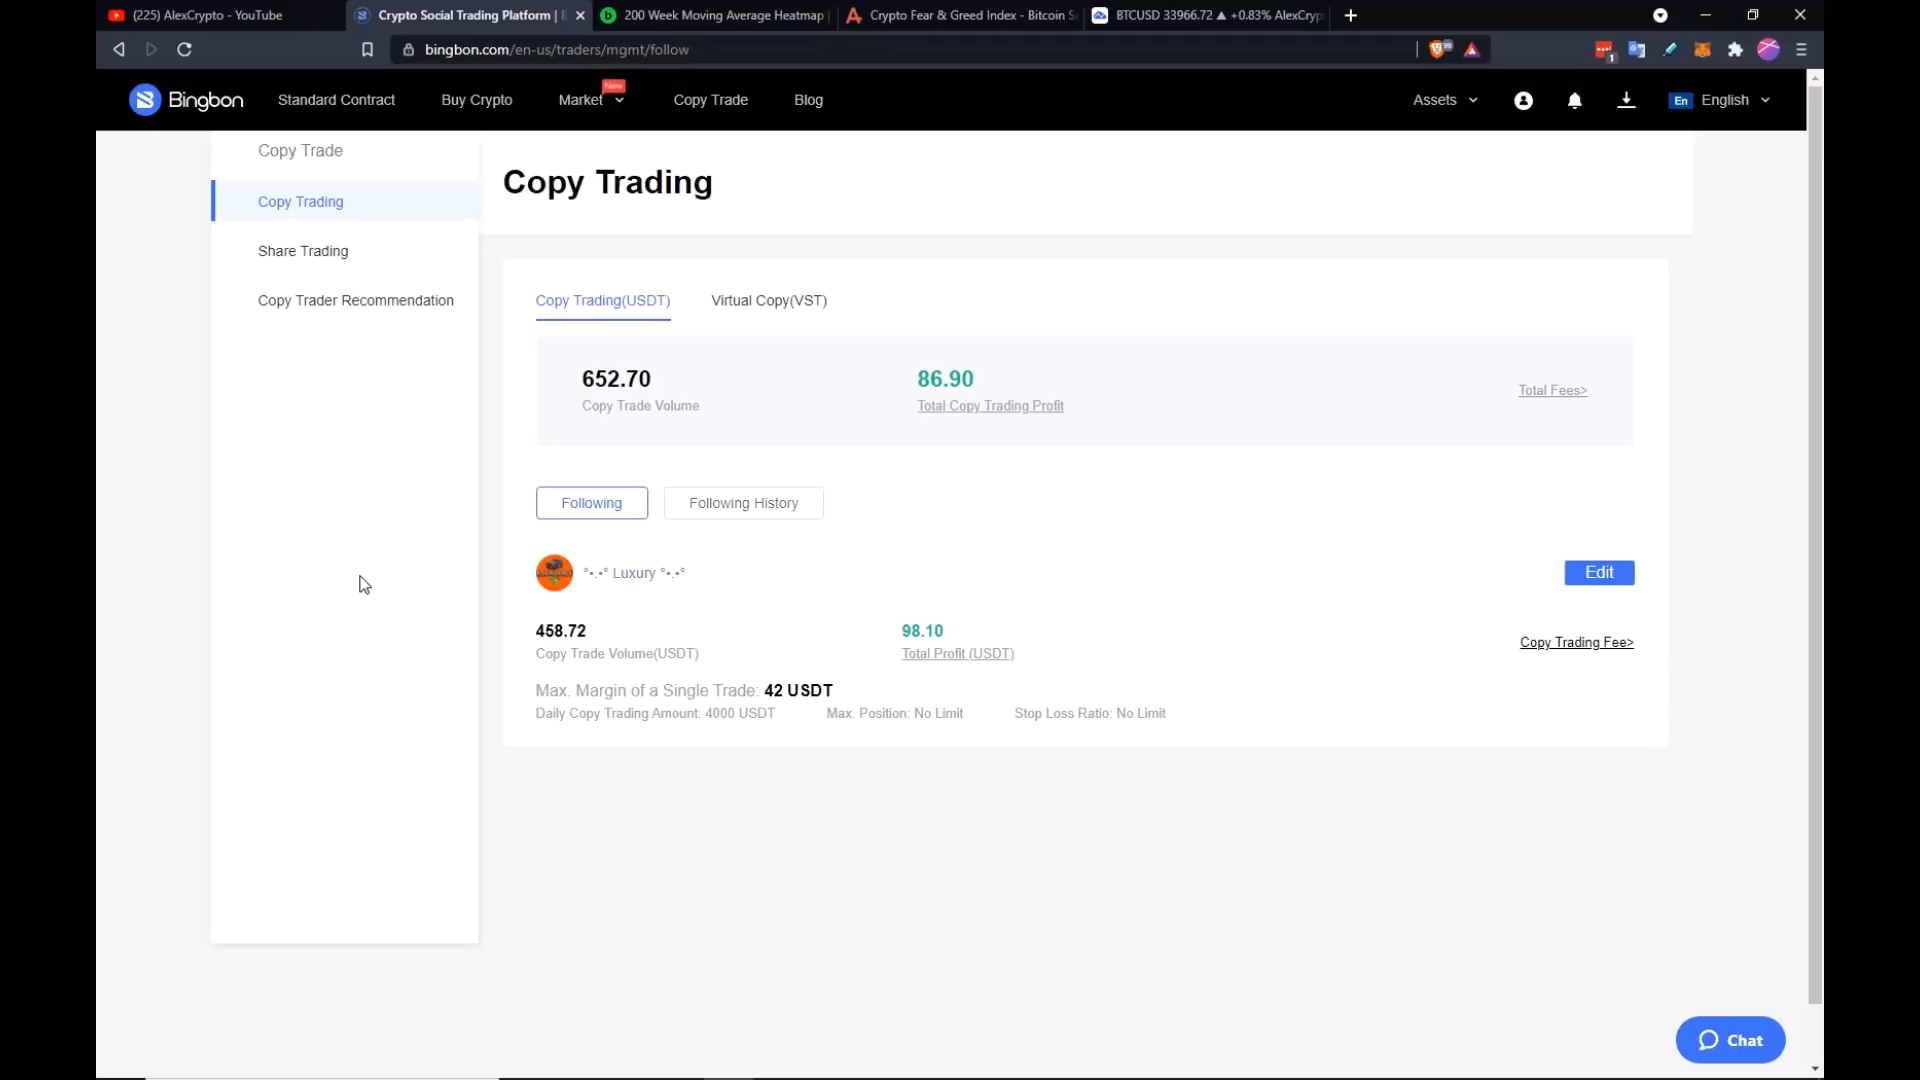 (225) AlexCrypto - YouTube
Crypto Social Trading Platform |
200 Week Moving Average Heatmap
Crypto Fear & Greed Index - Bitcoin S
BTCUSD 33966.72 ▲ +0.83% AlexCryp
bingbon.com/en-us/traders/mgmt/follow
1
Bingbon
Standard Contract
Buy Crypto
Market
New
Copy Trade
Blog
Assets
En English
Copy Trade
Copy Trading
Share Trading
Copy Trader Recommendation
Copy Trading
Copy Trading(USDT)
Virtual Copy(VST)
652.70
Copy Trade Volume
86.90
Total Copy Trading Profit
Total Fees>
Following
Following History
°•.•° Luxury °•.•°
Edit
458.72
Copy Trade Volume(USDT)
98.10
Total Profit (USDT)
Copy Trading Fee>
Max. Margin of a Single Trade: 42 USDT
Daily Copy Trading Amount: 4000 USDT
Max. Position: No Limit
Stop Loss Ratio: No Limit
Chat